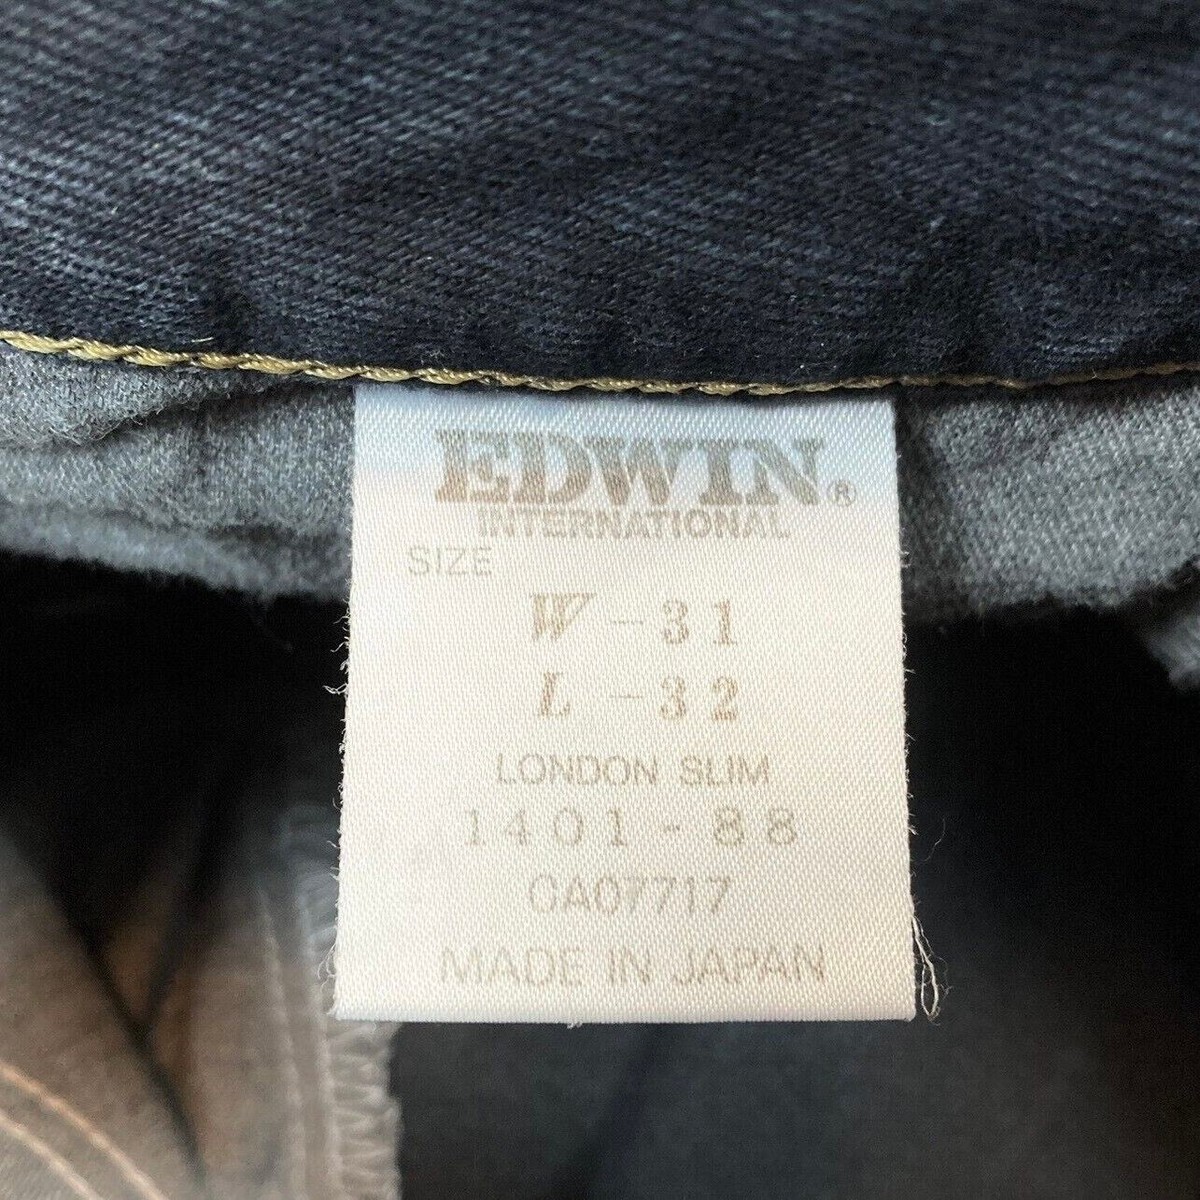 EDWIN®
INTERNATIONAL
SIZE
W-31
L-32
LONDON SLIM
1401-88
CA07717
MADE IN JAPAN